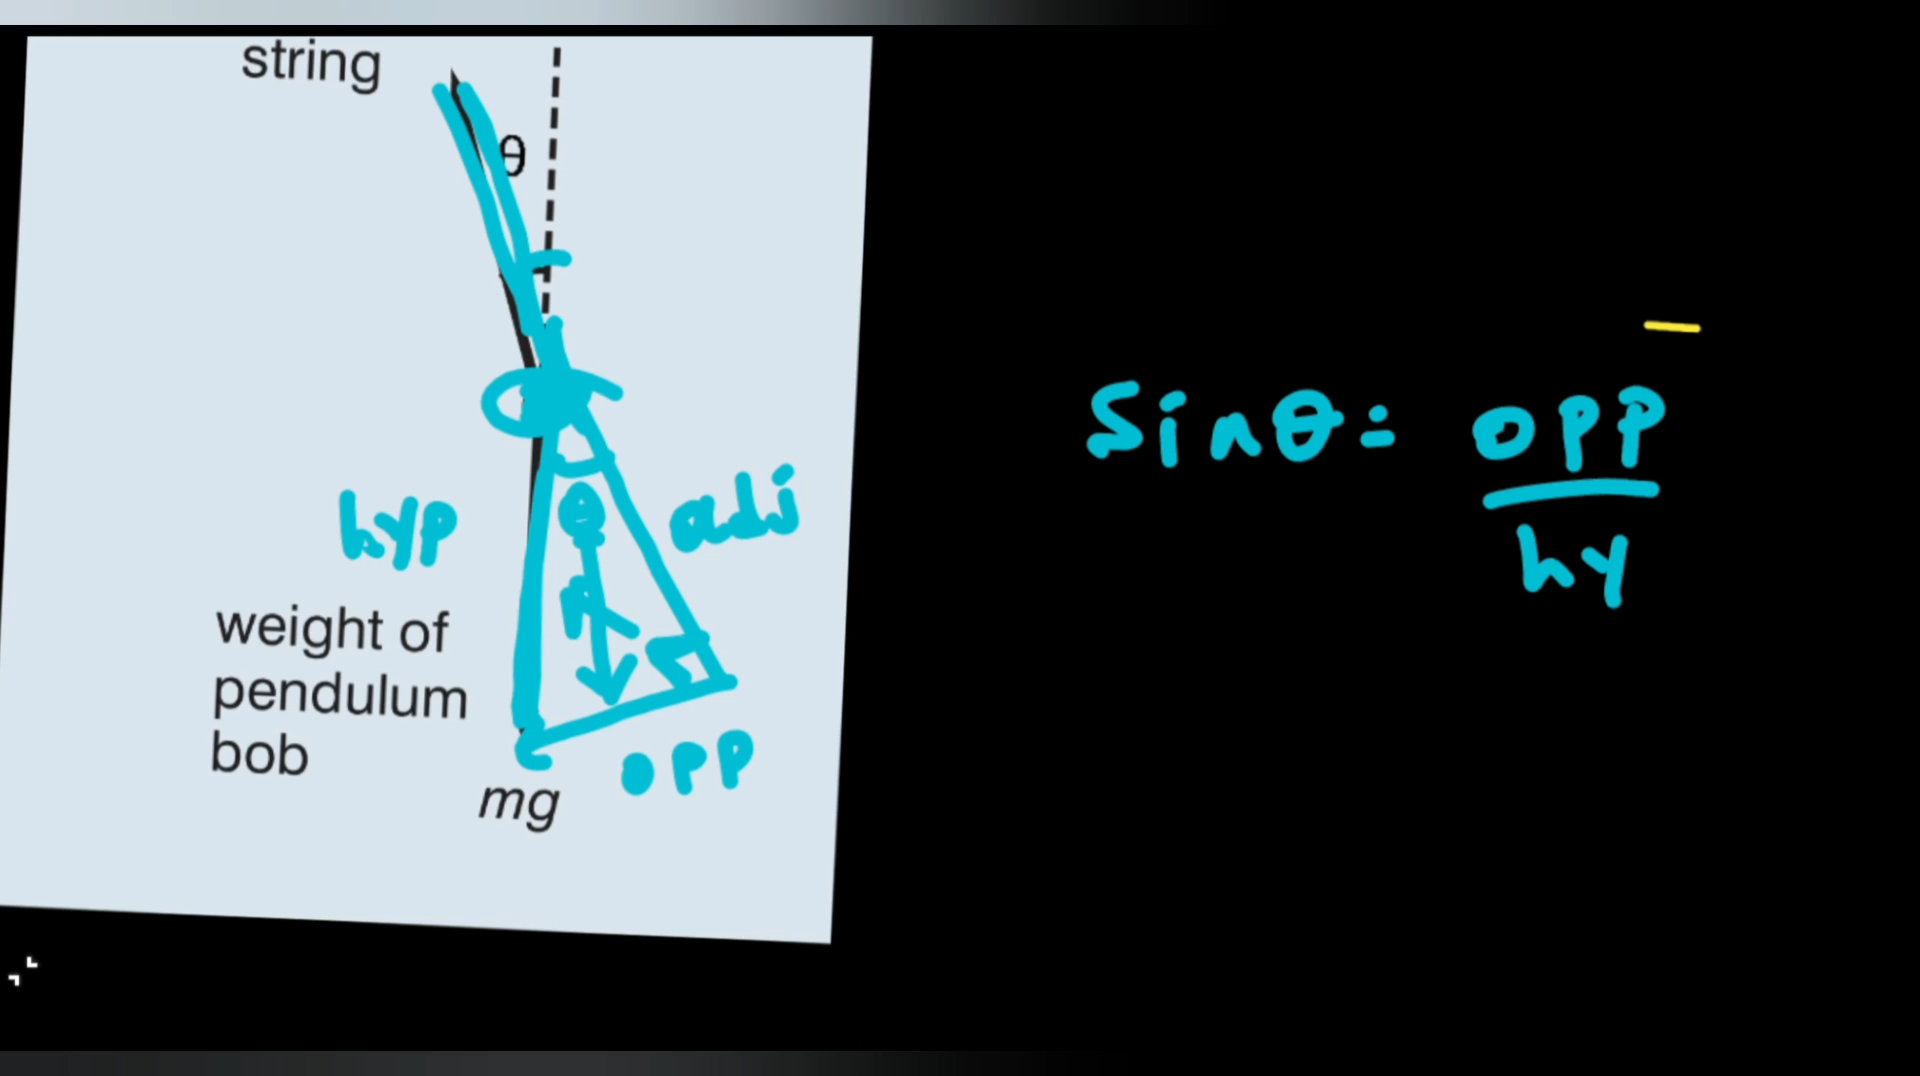 string
θ
θ
hyp
adj
weight of
pendulum
bob
opp
mg
Sinθ = opp
hy